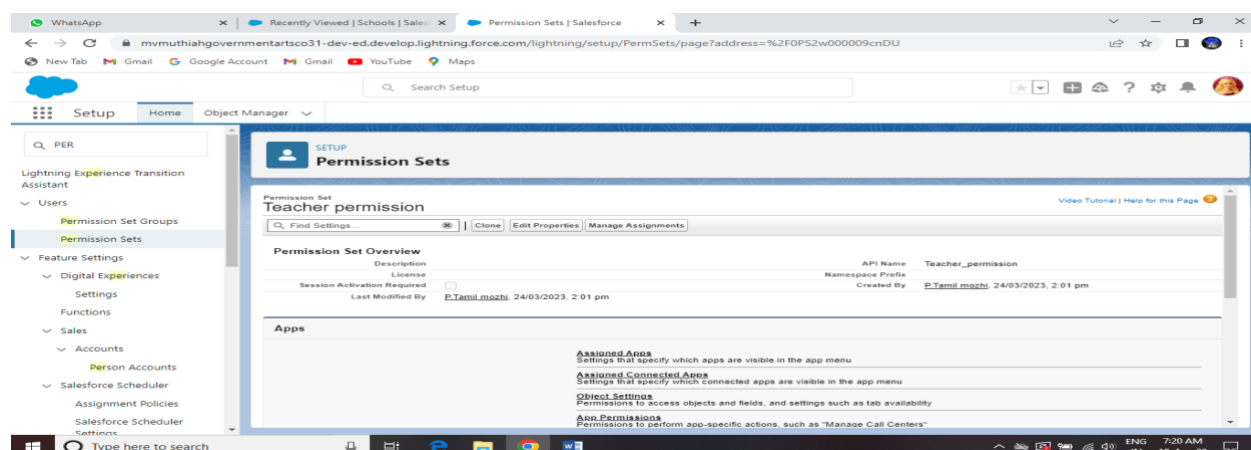 WhatsApp
Recently Viewed | Schools | Sales
Permission Sets | Salesforce
mvmuthiahgovernmentartsco31-dev-ed.develop.lightning.force.com/lightning/setup/PermSets/page?address=%2F0PS2w000009cnDU
New Tab Gmail Google Account Gmail YouTube Maps
Search Setup
Setup Home Object Manager
PER
Lightning Experience Transition
Assistant
Users
Permission Set Groups
Permission Sets
Feature Settings
Digital Experiences
Settings
Functions
Sales
Accounts
Person Accounts
Salesforce Scheduler
Assignment Policies
Salesforce Scheduler
Settings
SETUP
Permission Sets
Permission Set
Teacher permission
Video Tutorial | Help for this Page
Find Settings... | Clone Edit Properties Manage Assignments
Permission Set Overview
Description API Name Teacher_permission
License Namespace Prefix
Session Activation Required Created By P.Tamil mozhi, 24/03/2023, 2:01 pm
Last Modified By P.Tamil mozhi, 24/03/2023, 2:01 pm
Apps
Assigned Apps
Settings that specify which apps are visible in the app menu
Assigned Connected Apps
Settings that specify which connected apps are visible in the app menu
Object Settings
Permissions to access objects and fields, and settings such as tab availability
App Permissions
Permissions to perform app-specific actions, such as "Manage Call Centers"
Type here to search
ENG 7:20 AM